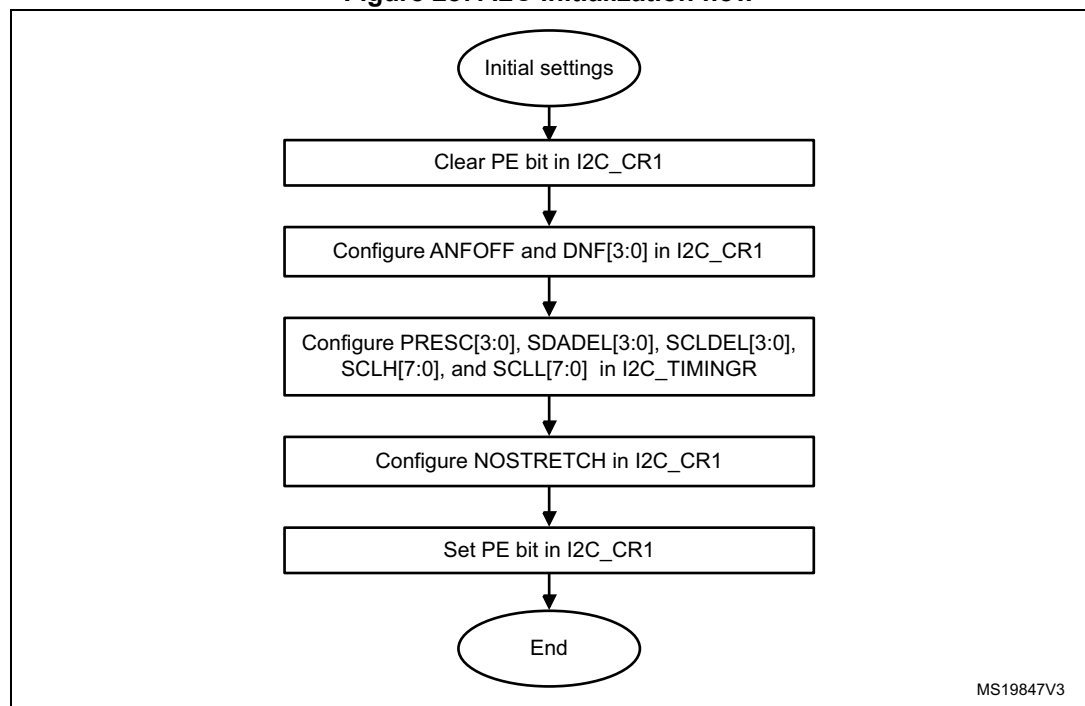 Initial settings
Clear PE bit in I2C_CR1
Configure ANFOFF and DNF[3:0] in I2C_CR1
Configure PRESC[3:0], SDADEL[3:0], SCLDEL[3:0],
SCLH[7:0], and SCLL[7:0] in I2C_TIMINGR
Configure NOSTRETCH in I2C_CR1
Set PE bit in I2C_CR1
End
MS19847V3